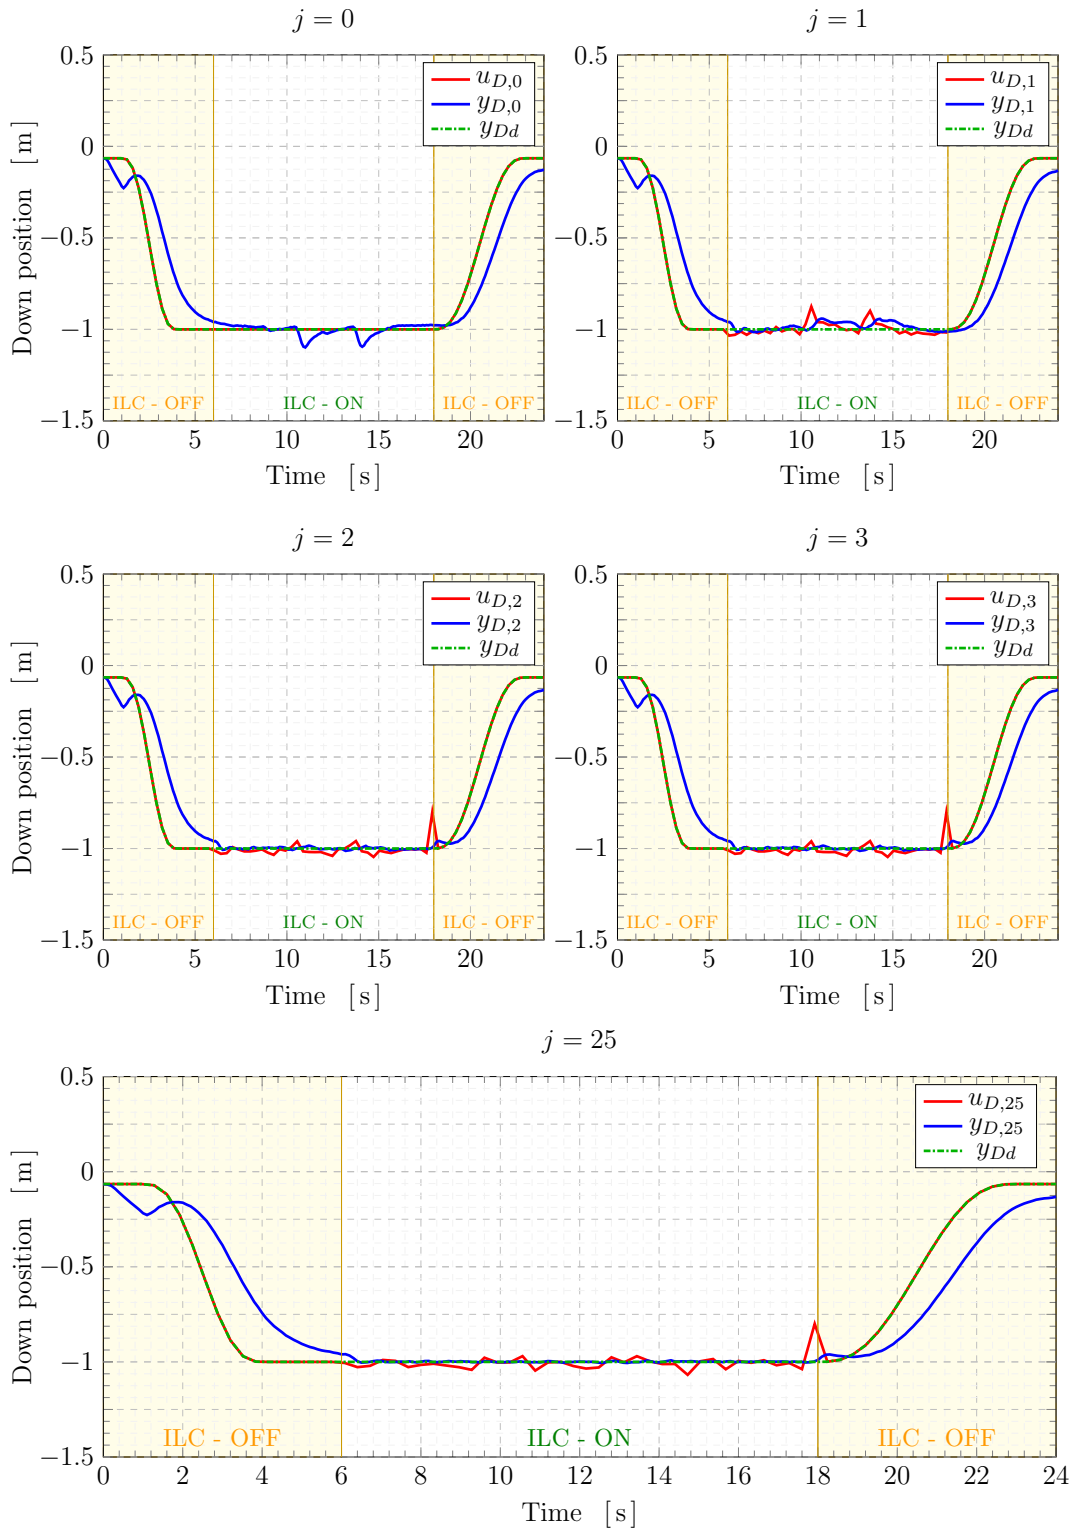 j = 0
j = 1
0.5
0
−0.5
−1
−1.5
Down position [m]
u_{D,0}
y_{D,0}
y_{Dd}
ILC - OFF
ILC - ON
ILC - OFF
0 5 10 15 20
Time [s]
0.5
0
−0.5
−1
−1.5
u_{D,1}
y_{D,1}
y_{Dd}
ILC - OFF
ILC - ON
ILC - OFF
0 5 10 15 20
Time [s]
j = 2
j = 3
0.5
0
−0.5
−1
−1.5
Down position [m]
u_{D,2}
y_{D,2}
y_{Dd}
ILC - OFF
ILC - ON
ILC - OFF
0 5 10 15 20
Time [s]
0.5
0
−0.5
−1
−1.5
u_{D,3}
y_{D,3}
y_{Dd}
ILC - OFF
ILC - ON
ILC - OFF
0 5 10 15 20
Time [s]
j = 25
0.5
0
−0.5
−1
−1.5
Down position [m]
u_{D,25}
y_{D,25}
y_{Dd}
ILC - OFF
ILC - ON
ILC - OFF
0 2 4 6 8 10 12 14 16 18 20 22 24
Time [s]